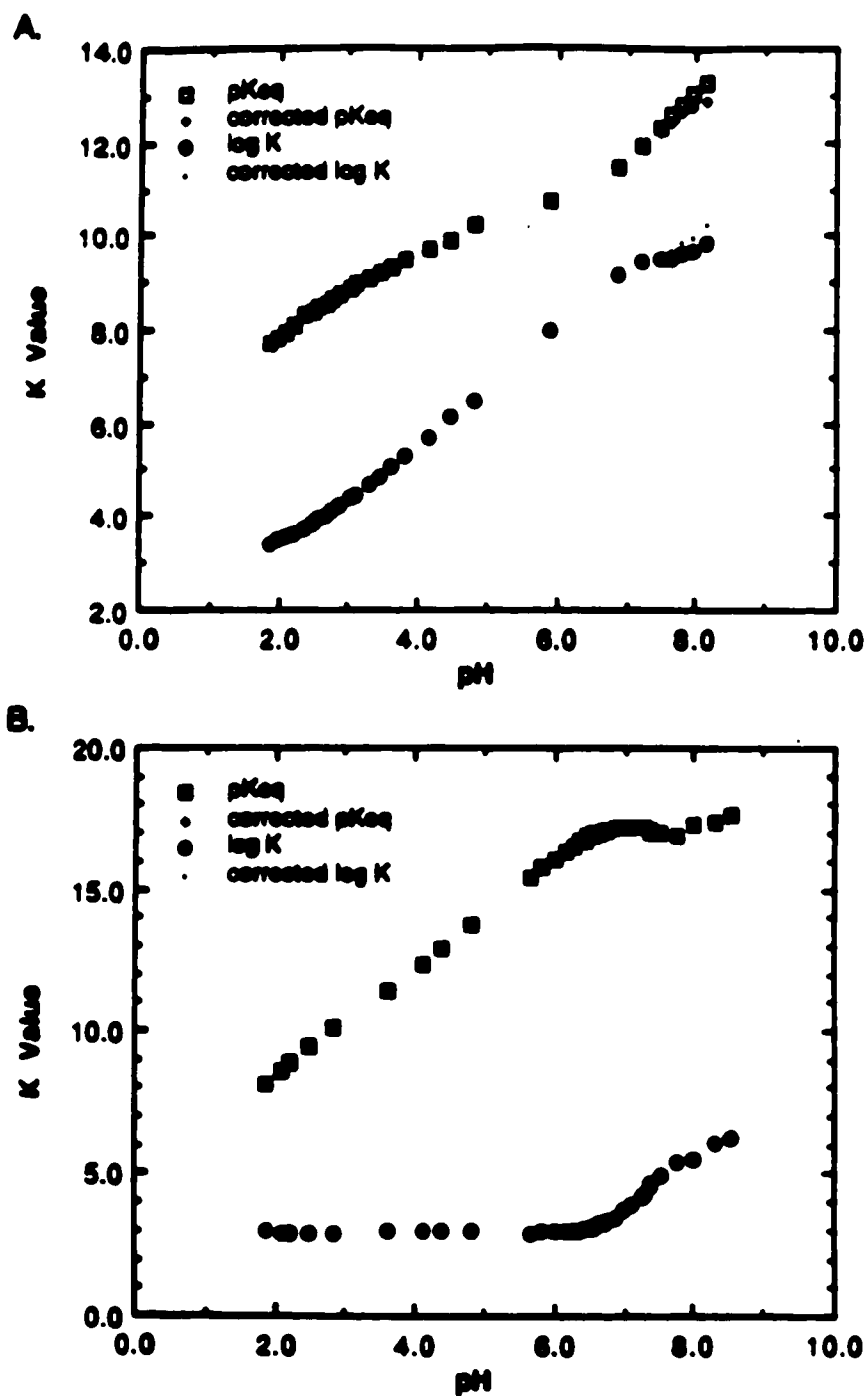 A.
14.0
pKeq
corrected pKeq
log K
corrected log K
12.0
10.0
8.0
6.0
4.0
2.0
K Value
0.0 2.0 4.0 6.0 8.0 10.0
pH
B.
20.0
pKeq
corrected pKeq
log K
corrected log K
15.0
10.0
5.0
0.0
K Value
0.0 2.0 4.0 6.0 8.0 10.0
pH